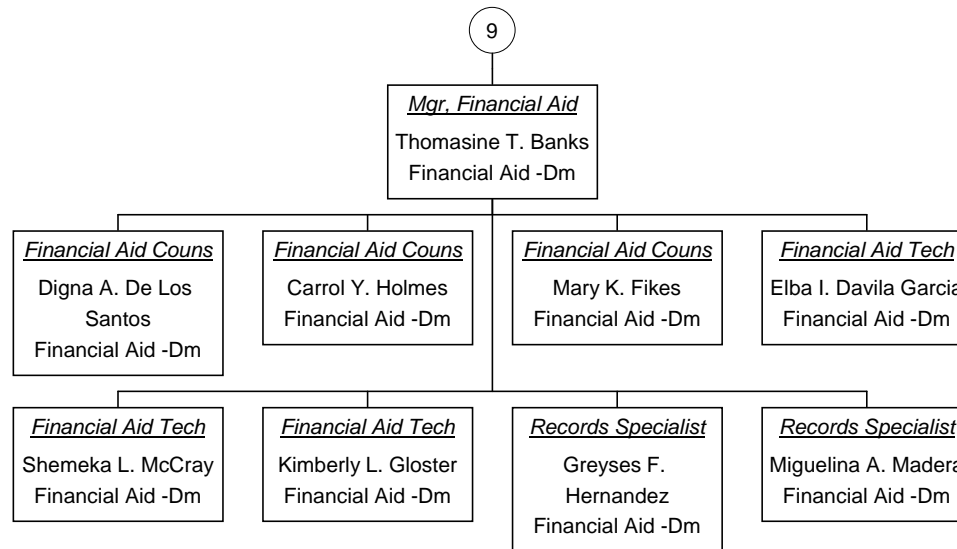 9
Mgr, Financial Aid
Thomasine T. Banks
Financial Aid -Dm
Financial Aid Couns
Digna A. De Los
Santos
Financial Aid -Dm
Financial Aid Couns
Carrol Y. Holmes
Financial Aid -Dm
Financial Aid Couns
Mary K. Fikes
Financial Aid -Dm
Financial Aid Tech
Elba I. Davila Garcia
Financial Aid -Dm
Financial Aid Tech
Shemeka L. McCray
Financial Aid -Dm
Financial Aid Tech
Kimberly L. Gloster
Financial Aid -Dm
Records Specialist
Greyses F.
Hernandez
Financial Aid -Dm
Records Specialist
Miguelina A. Madera
Financial Aid -Dm